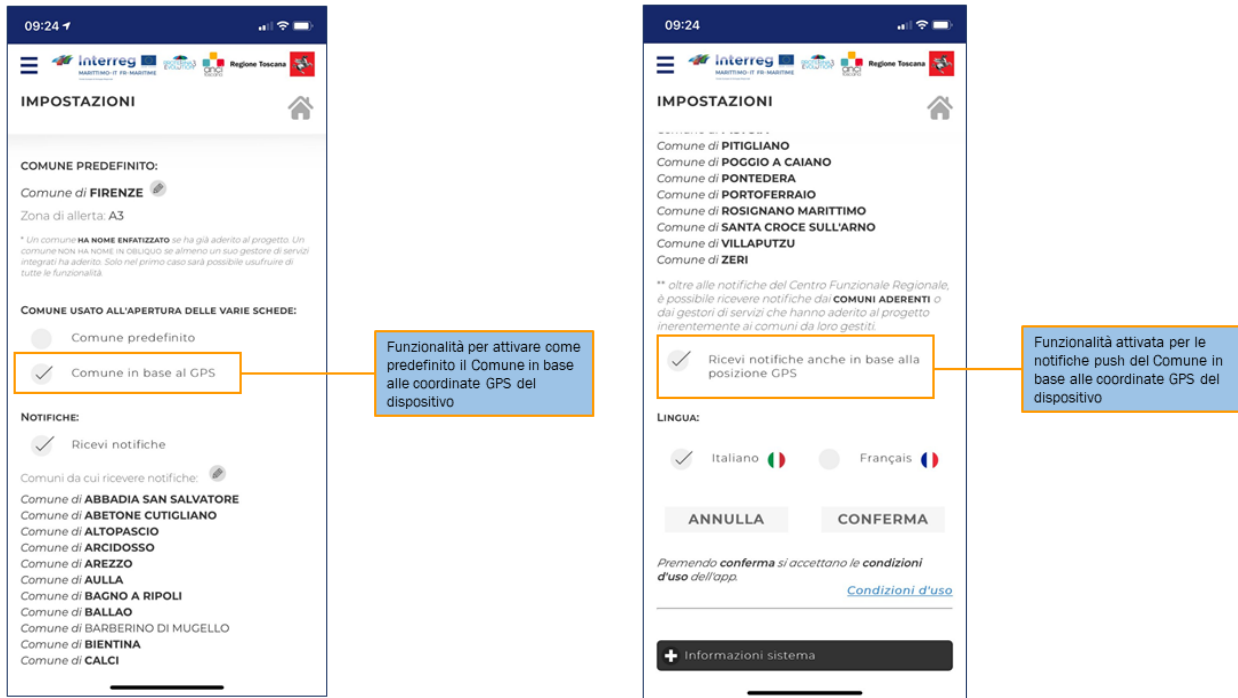 09:24
Interreg
MARITTIMO-IT FR-MARITIME
anci
TOSCANA
Regione Toscana
IMPOSTAZIONI
COMUNE PREDEFINITO:
Comune di FIRENZE
Zona di allerta: A3
* Un comune HA NOME ENFATIZZATO se ha già aderito al progetto. Un
comune NON HA NOME IN OBLIQUO se almeno un suo gestore di servizi
integrati ha aderito. Solo nel primo caso sarà possibile usufruire di
tutte le funzionalità.
COMUNE USATO ALL'APERTURA DELLE VARIE SCHEDE:
Comune predefinito
Comune in base al GPS
NOTIFICHE:
Ricevi notifiche
Comuni da cui ricevere notifiche:
Comune di ABBADIA SAN SALVATORE
Comune di ABETONE CUTIGLIANO
Comune di ALTOPASCIO
Comune di ARCIDOSSO
Comune di AREZZO
Comune di AULLA
Comune di BAGNO A RIPOLI
Comune di BALLAO
Comune di BARBERINO DI MUGELLO
Comune di BIENTINA
Comune di CALCI
Funzionalità per attivare come
predefinito il Comune in base
alle coordinate GPS del
dispositivo
09:24
Interreg
MARITTIMO-IT FR-MARITIME
anci
TOSCANA
Regione Toscana
IMPOSTAZIONI
Comune di PITIGLIANO
Comune di POGGIO A CAIANO
Comune di PONTEDERA
Comune di PORTOFERRAIO
Comune di ROSIGNANO MARITTIMO
Comune di SANTA CROCE SULL'ARNO
Comune di VILLAPUTZU
Comune di ZERI
** oltre alle notifiche del Centro Funzionale Regionale,
è possibile ricevere notifiche dai COMUNI ADERENTI o
dai gestori di servizi che hanno aderito al progetto
inerentemente ai comuni da loro gestiti.
Ricevi notifiche anche in base alla
posizione GPS
LINGUA:
Italiano
Français
ANNULLA
CONFERMA
Premendo conferma si accettano le condizioni
d'uso dell'app.
Condizioni d'uso
Informazioni sistema
Funzionalità attivata per le
notifiche push del Comune in
base alle coordinate GPS del
dispositivo